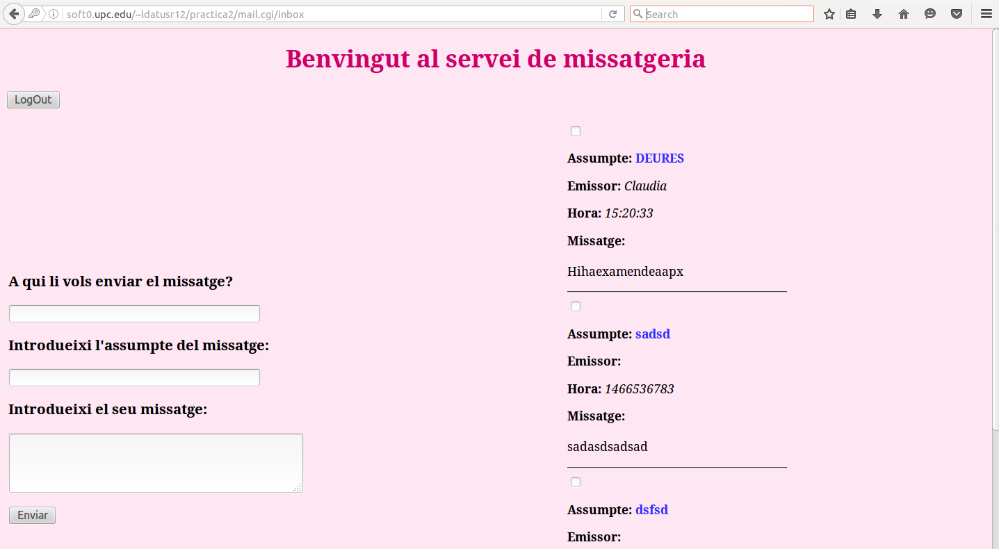 soft0.upc.edu/~ldatusr12/practica2/mail.cgi/inbox
Search
Benvingut al servei de missatgeria
LogOut
A qui li vols enviar el missatge?
Introdueixi l'assumpte del missatge:
Introdueixi el seu missatge:
Enviar
Assumpte: DEURES
Emissor: Claudia
Hora: 15:20:33
Missatge:
Hihaexamendeaapx
Assumpte: sadsd
Emissor:
Hora: 1466536783
Missatge:
sadasdsadsad
Assumpte: dsfsd
Emissor: